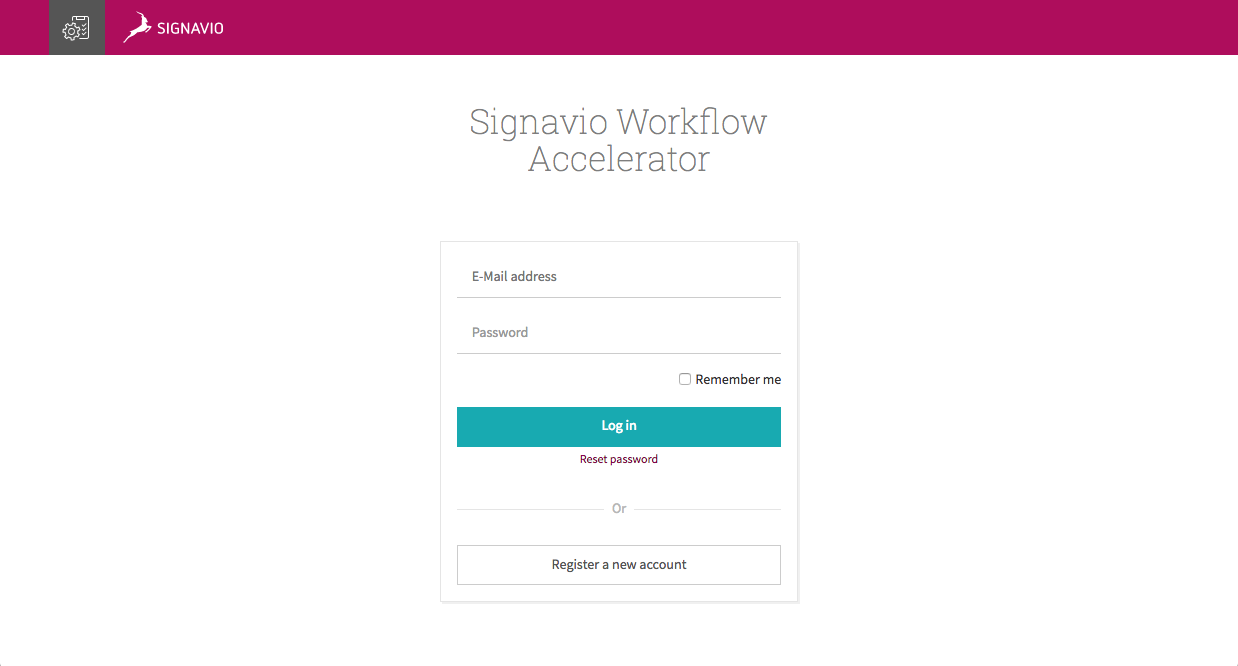 SIGNAVIO
Signavio Workflow
Accelerator
E-Mail address
Password
Remember me
Log in
Reset password
Or
Register a new account